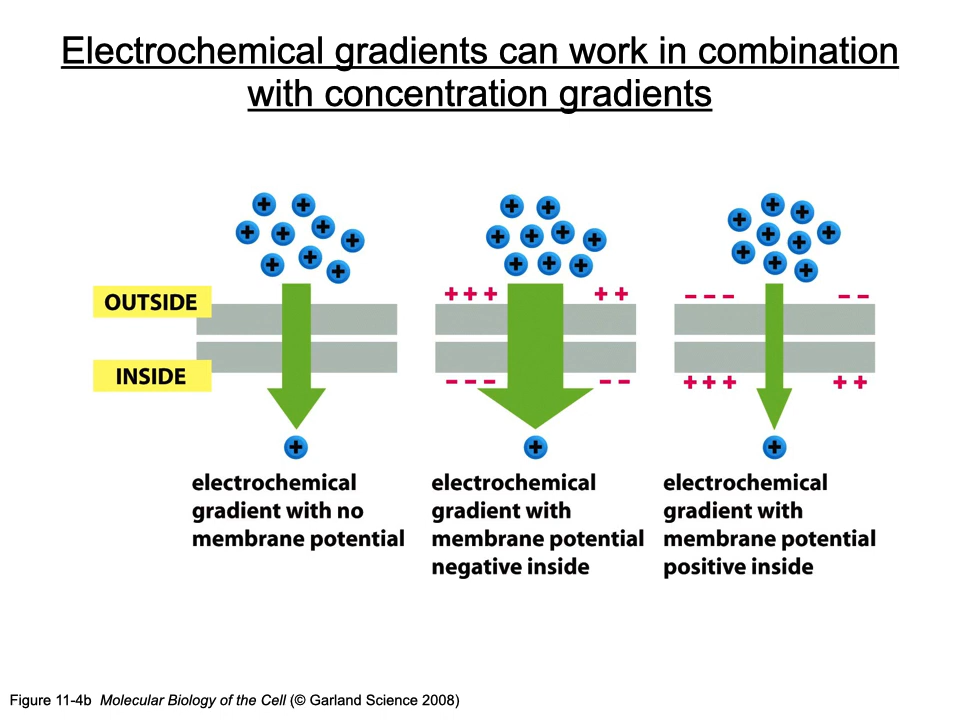 Electrochemical gradients can work in combination
with concentration gradients
+ + + + + + + + +
+ + + + + + + + +
+ + + + + + + + +
OUTSIDE
+ + + + +
- - - - -
INSIDE
- - - - -
+ + + + +
+
+
+
electrochemical
gradient with no
membrane potential
electrochemical
gradient with
membrane potential
negative inside
electrochemical
gradient with
membrane potential
positive inside
Figure 11-4b Molecular Biology of the Cell (© Garland Science 2008)